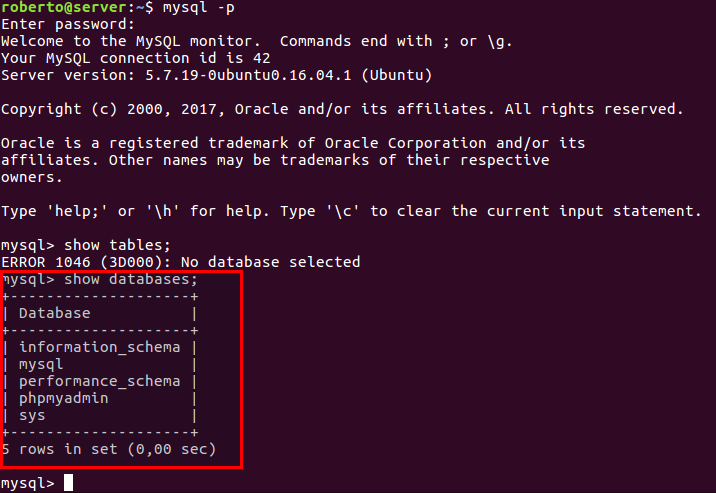 roberto@server:~$ mysql -p
Enter password:
Welcome to the MySQL monitor.  Commands end with ; or \g.
Your MySQL connection id is 42
Server version: 5.7.19-0ubuntu0.16.04.1 (Ubuntu)

Copyright (c) 2000, 2017, Oracle and/or its affiliates. All rights reserved.

Oracle is a registered trademark of Oracle Corporation and/or its
affiliates. Other names may be trademarks of their respective
owners.

Type 'help;' or '\h' for help. Type '\c' to clear the current input statement.

mysql> show tables;
ERROR 1046 (3D000): No database selected
mysql> show databases;
+--------------------+
| Database           |
+--------------------+
| information_schema |
| mysql              |
| performance_schema |
| phpmyadmin         |
| sys                |
+--------------------+
5 rows in set (0,00 sec)

mysql>